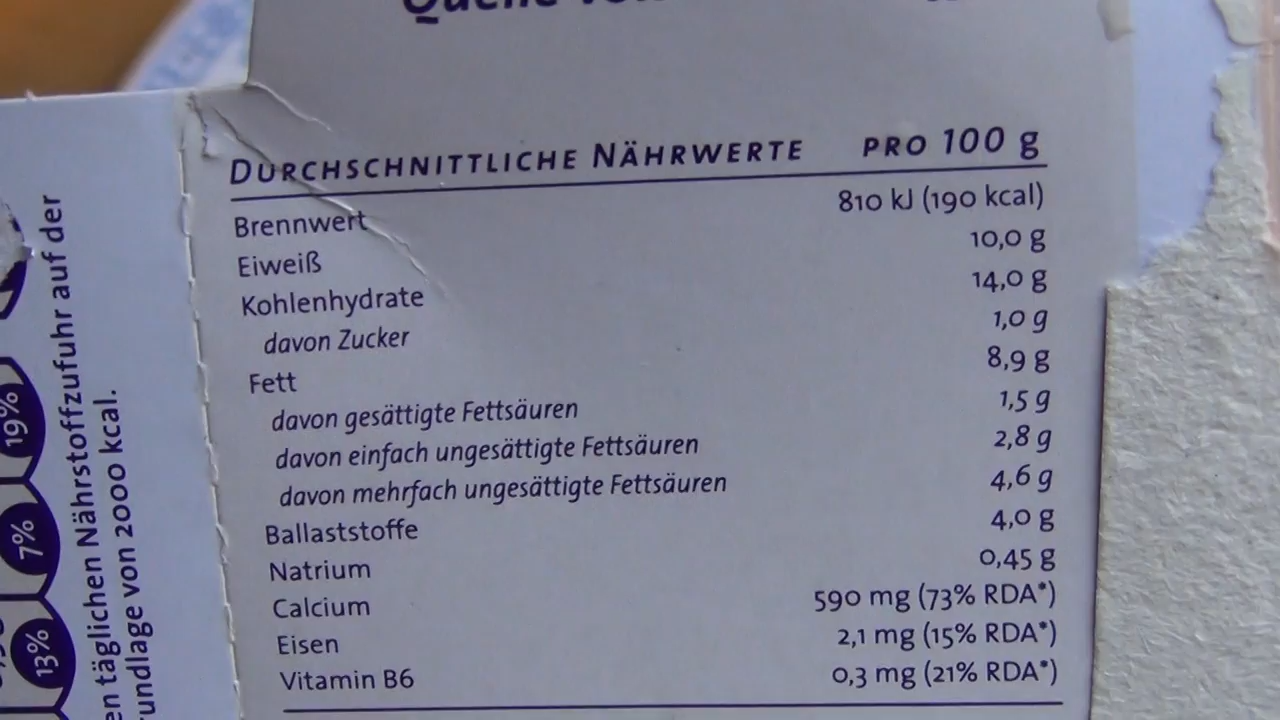 Quelle
DURCHSCHNITTLICHE NÄHRWERTE PRO 100 g
Brennwert 810 kJ (190 kcal)
Eiweiß 10,0 g
Kohlenhydrate 14,0 g
davon Zucker 1,0 g
Fett 8,9 g
davon gesättigte Fettsäuren 1,5 g
davon einfach ungesättigte Fettsäuren 2,8 g
davon mehrfach ungesättigte Fettsäuren 4,6 g
Ballaststoffe 4,0 g
Natrium 0,45 g
Calcium 590 mg (73% RDA*)
Eisen 2,1 mg (15% RDA*)
Vitamin B6 0,3 mg (21% RDA*)
13% 7% 19%
täglichen Nährstoffzufuhr auf der
von 2000 kcal.